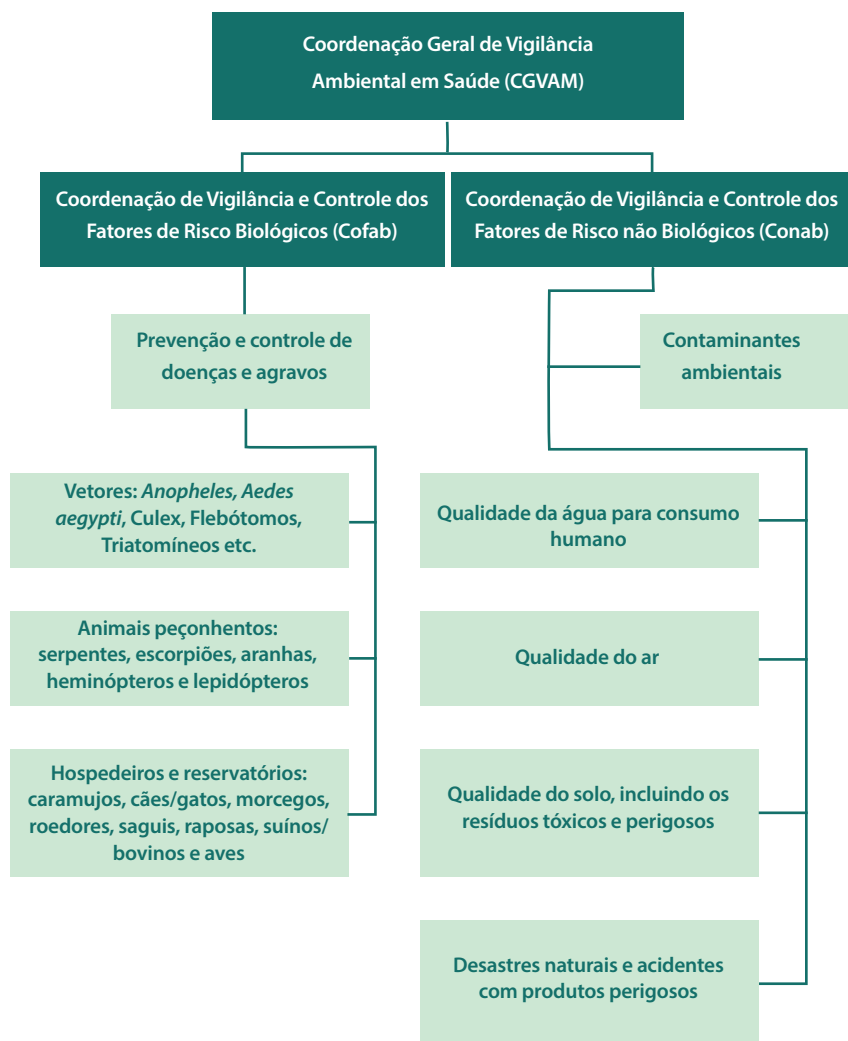 Coordenação Geral de Vigilância
Ambiental em Saúde (CGVAM)
Coordenação de Vigilância e Controle dos
Fatores de Risco Biológicos (Cofab)
Coordenação de Vigilância e Controle dos
Fatores de Risco não Biológicos (Conab)
Prevenção e controle de
doenças e agravos
Contaminantes
ambientais
Vetores: Anopheles, Aedes
aegypti, Culex, Flebótomos,
Triatomíneos etc.
Animais peçonhentos:
serpentes, escorpiões, aranhas,
heminópteros e lepidópteros
Hospedeiros e reservatórios:
caramujos, cães/gatos, morcegos,
roedores, saguis, raposas, suínos/
bovinos e aves
Qualidade da água para consumo
humano
Qualidade do ar
Qualidade do solo, incluindo os
resíduos tóxicos e perigosos
Desastres naturais e acidentes
com produtos perigosos